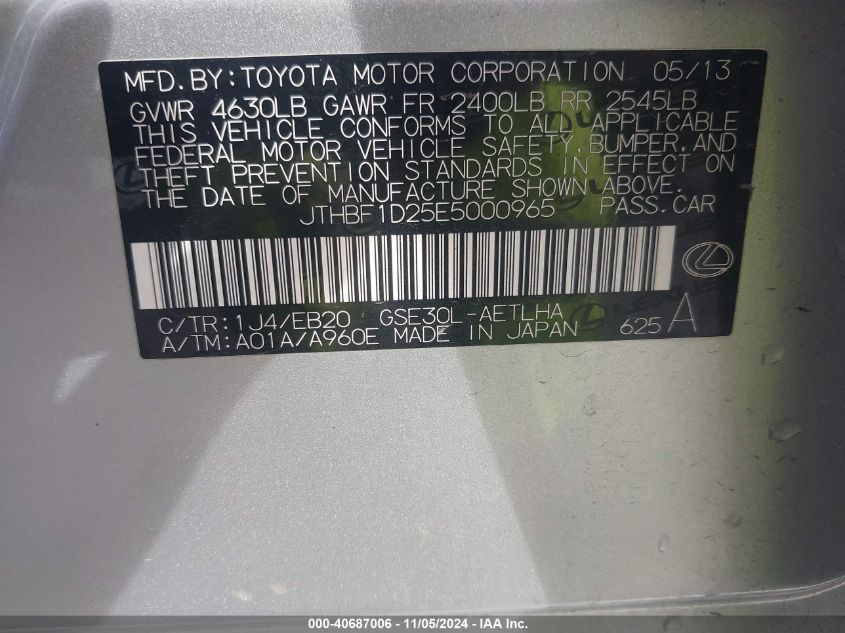 MFD.BY:TOYOTA MOTOR CORPORATION 05/13
GVWR 4630LB GAWR FR 2400LB RR 2545LB
THIS VEHICLE CONFORMS TO ALL APPLICABLE
FEDERAL MOTOR VEHICLE SAFETY,BUMPER,AND
THEFT PREVENTION STANDARDS IN EFFECT ON
THE DATE OF MANUFACTURE SHOWN ABOVE.
JTHBF1D25E5000965 PASS.CAR
C/TR:1J4/EB20 GSE30L-AETLHA
A/TM:A01A/A960E MADE IN JAPAN 625 A
000-40687006 - 11/05/2024 - IAA Inc.